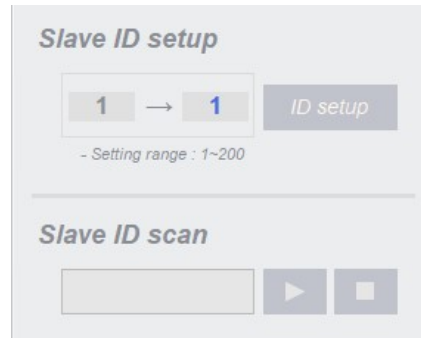 Slave ID setup
1 → 1
ID setup
- Setting range : 1~200
Slave ID scan